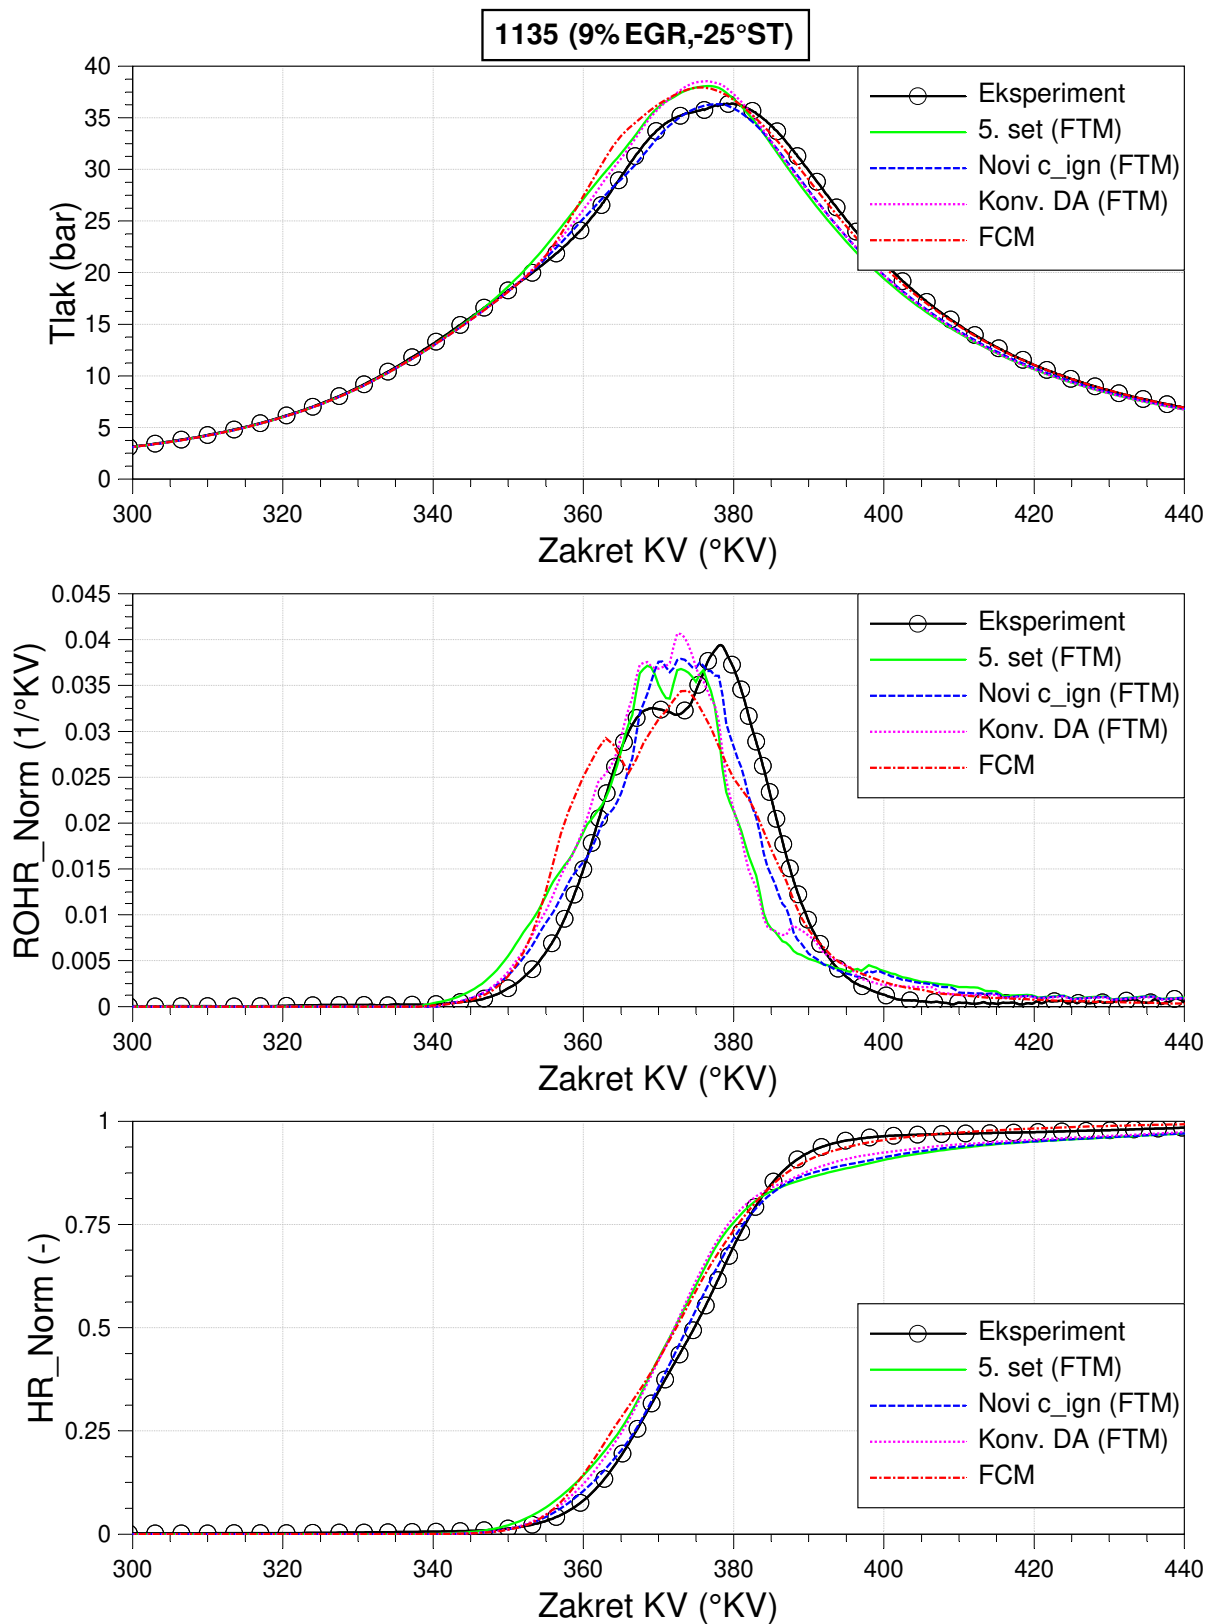 1135 (9% EGR,-25°ST)
40
35
30
25
20
15
10
5
0
Tlak (bar)
Eksperiment
5. set (FTM)
Novi c_ign (FTM)
Konv. DA (FTM)
FCM
300 320 340 360 380 400 420 440
Zakret KV (°KV)
0.045
0.04
0.035
0.03
0.025
0.02
0.015
0.01
0.005
0
ROHR_Norm (1/°KV)
Eksperiment
5. set (FTM)
Novi c_ign (FTM)
Konv. DA (FTM)
FCM
300 320 340 360 380 400 420 440
Zakret KV (°KV)
1
0.75
0.5
0.25
0
HR_Norm (-)
Eksperiment
5. set (FTM)
Novi c_ign (FTM)
Konv. DA (FTM)
FCM
300 320 340 360 380 400 420 440
Zakret KV (°KV)